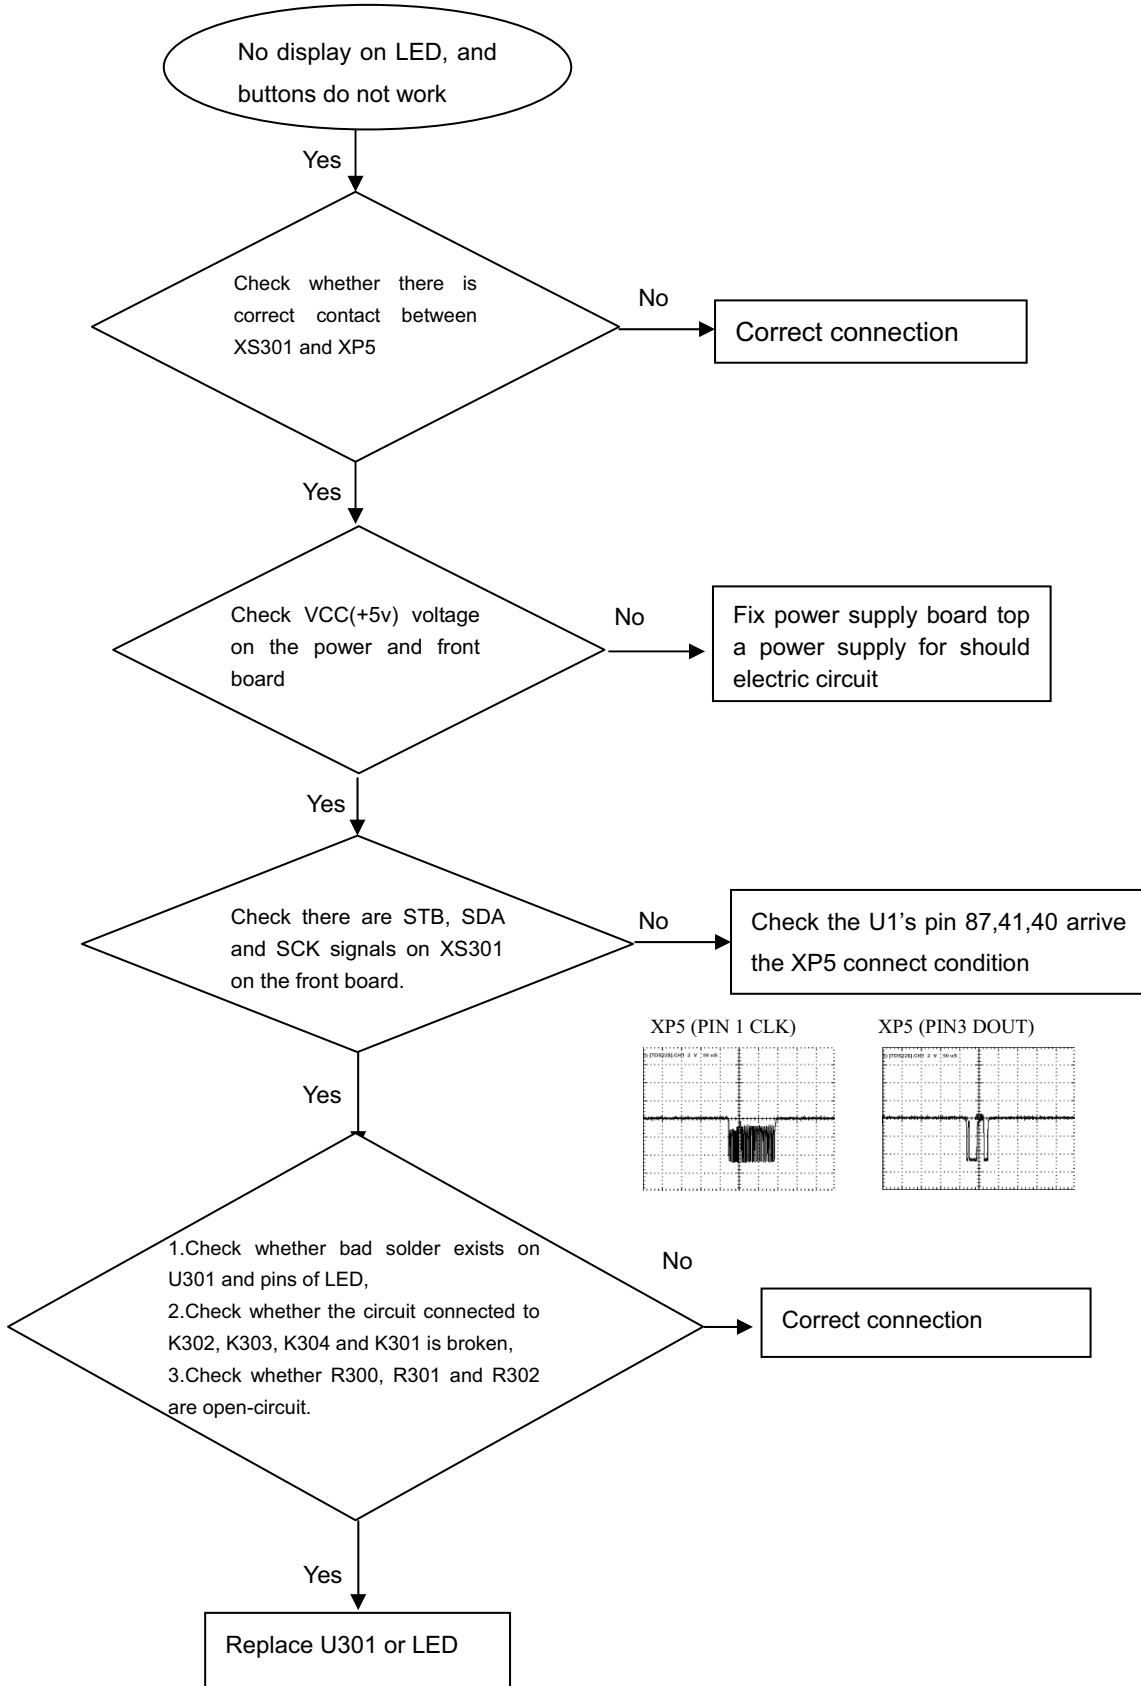 No display on LED, and
buttons do not work
Yes
Check whether there is
correct contact between
XS301 and XP5
No
Correct connection
Yes
Check VCC(+5v) voltage
on the power and front
board
No
Fix power supply board top
a power supply for should
electric circuit
Yes
Check there are STB, SDA
and SCK signals on XS301
on the front board.
No
Check the U1’s pin 87,41,40 arrive
the XP5 connect condition
XP5 (PIN 1 CLK)
XP5 (PIN3 DOUT)
Yes
1.Check whether bad solder exists on
U301 and pins of LED,
2.Check whether the circuit connected to
K302, K303, K304 and K301 is broken,
3.Check whether R300, R301 and R302
are open-circuit.
No
Correct connection
Yes
Replace U301 or LED